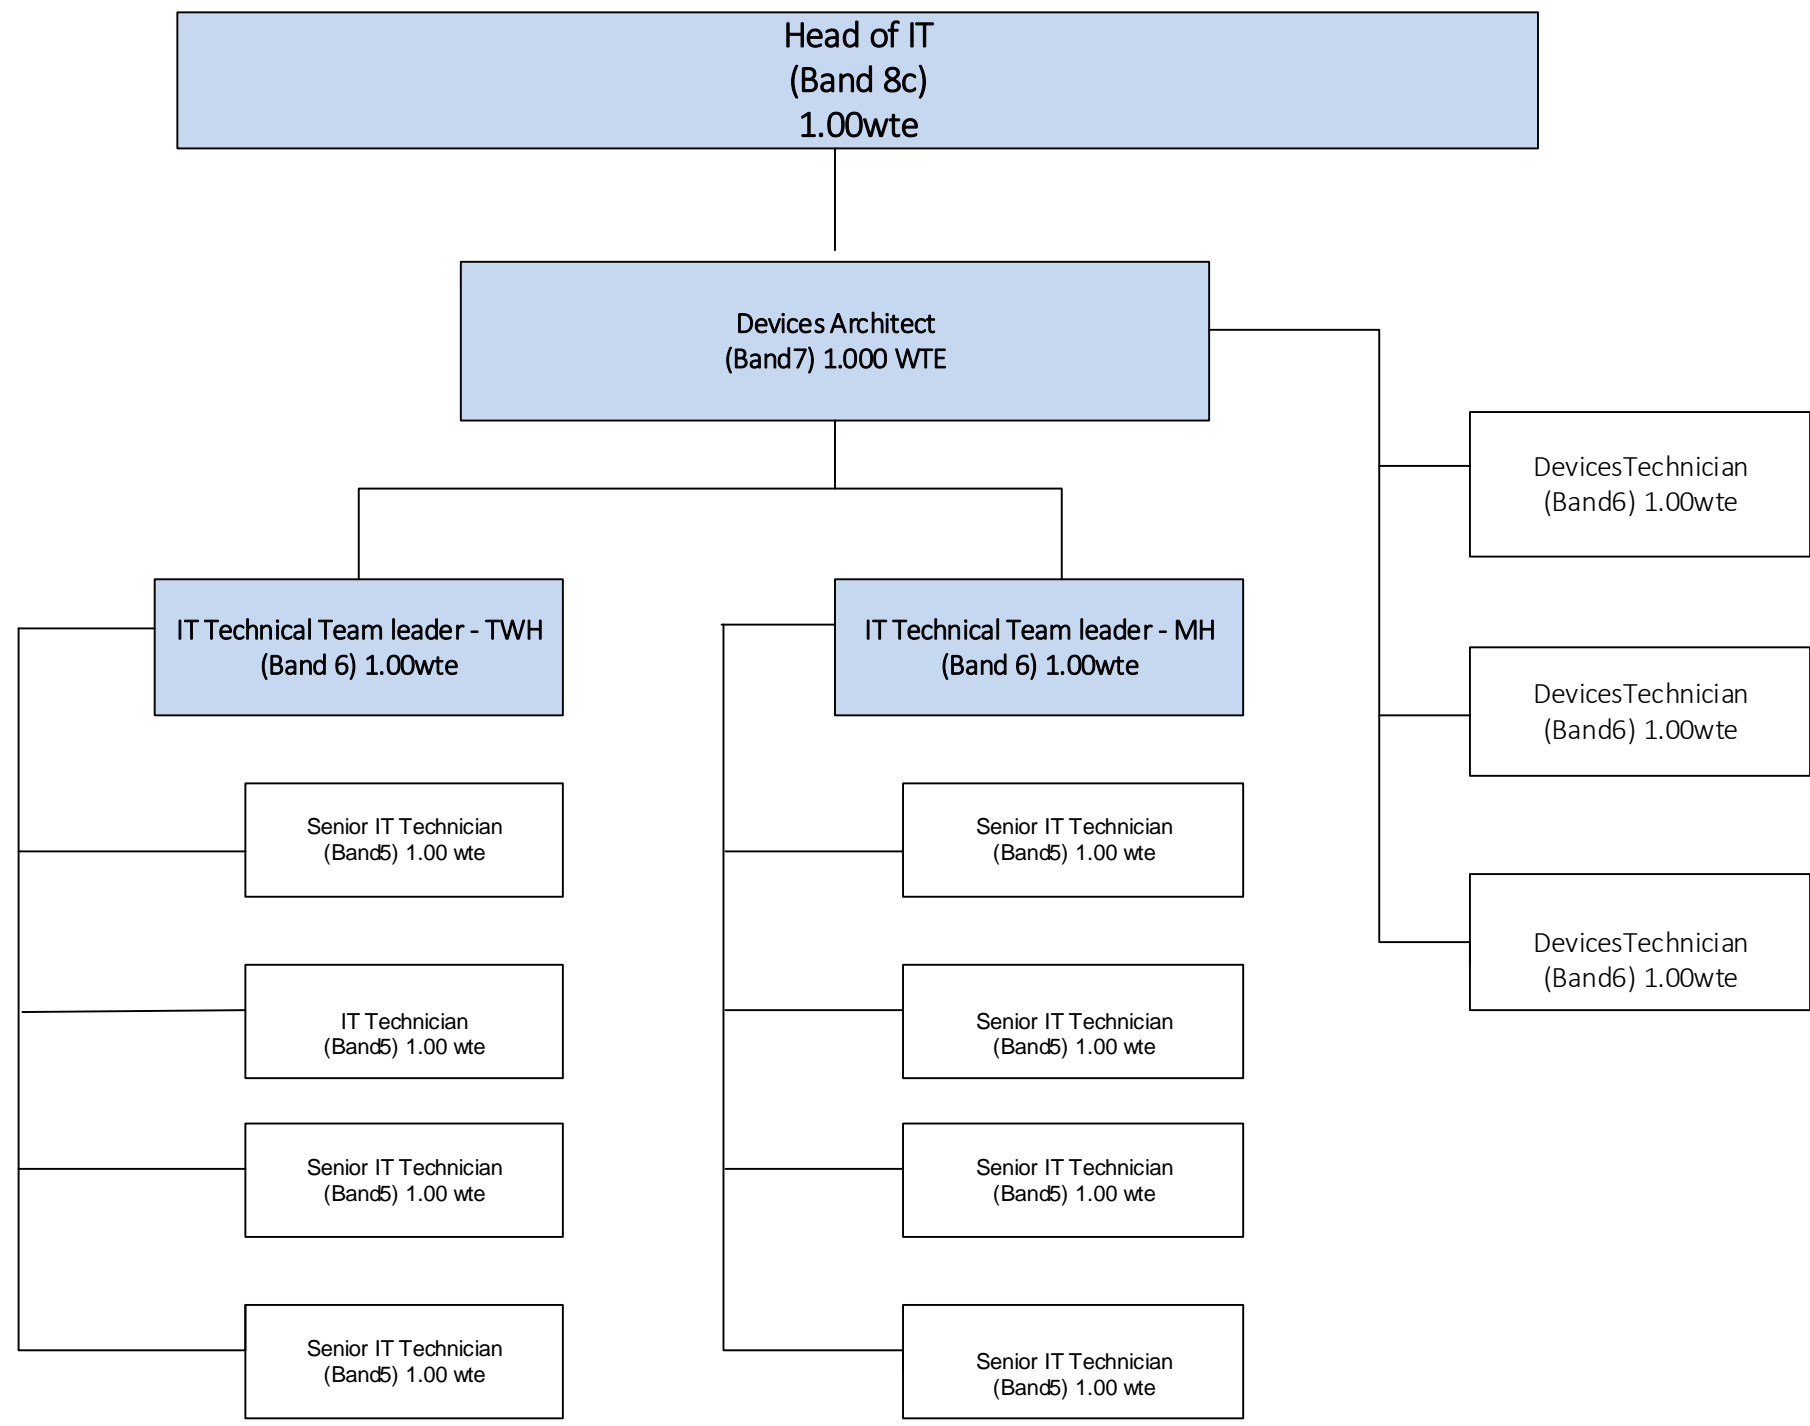 Head of IT
(Band 8c)
1.00wte
Devices Architect
(Band7) 1.000 WTE
DevicesTechnician
(Band6) 1.00wte
IT Technical Team leader - TWH
(Band 6) 1.00wte
IT Technical Team leader - MH
(Band 6) 1.00wte
DevicesTechnician
(Band6) 1.00wte
Senior IT Technician
(Band5) 1.00 wte
Senior IT Technician
(Band5) 1.00 wte
DevicesTechnician
(Band6) 1.00wte
IT Technician
(Band5) 1.00 wte
Senior IT Technician
(Band5) 1.00 wte
Senior IT Technician
(Band5) 1.00 wte
Senior IT Technician
(Band5) 1.00 wte
Senior IT Technician
(Band5) 1.00 wte
Senior IT Technician
(Band5) 1.00 wte